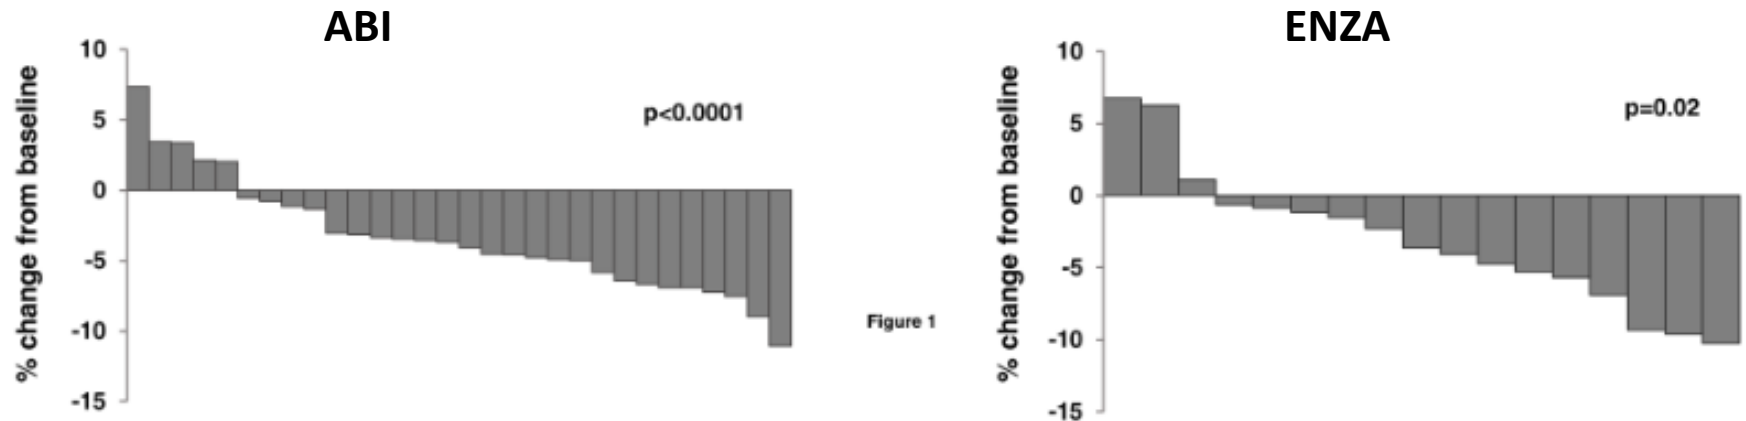 ABI
% change from baseline
10
5
0
-5
-10
-15
p<0.0001
Figure 1
ENZA
% change from baseline
10
5
0
-5
-10
-15
p=0.02